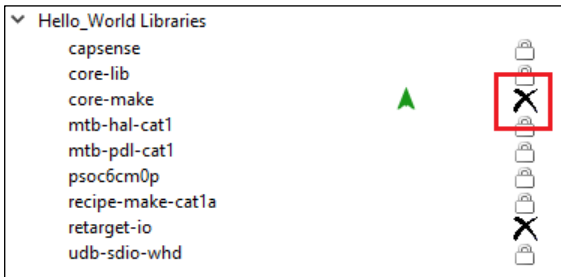 Hello_World Libraries
capsense
core-lib
core-make
mtb-hal-cat1
mtb-pdl-cat1
psoc6cm0p
recipe-make-cat1a
retarget-io
udb-sdio-whd